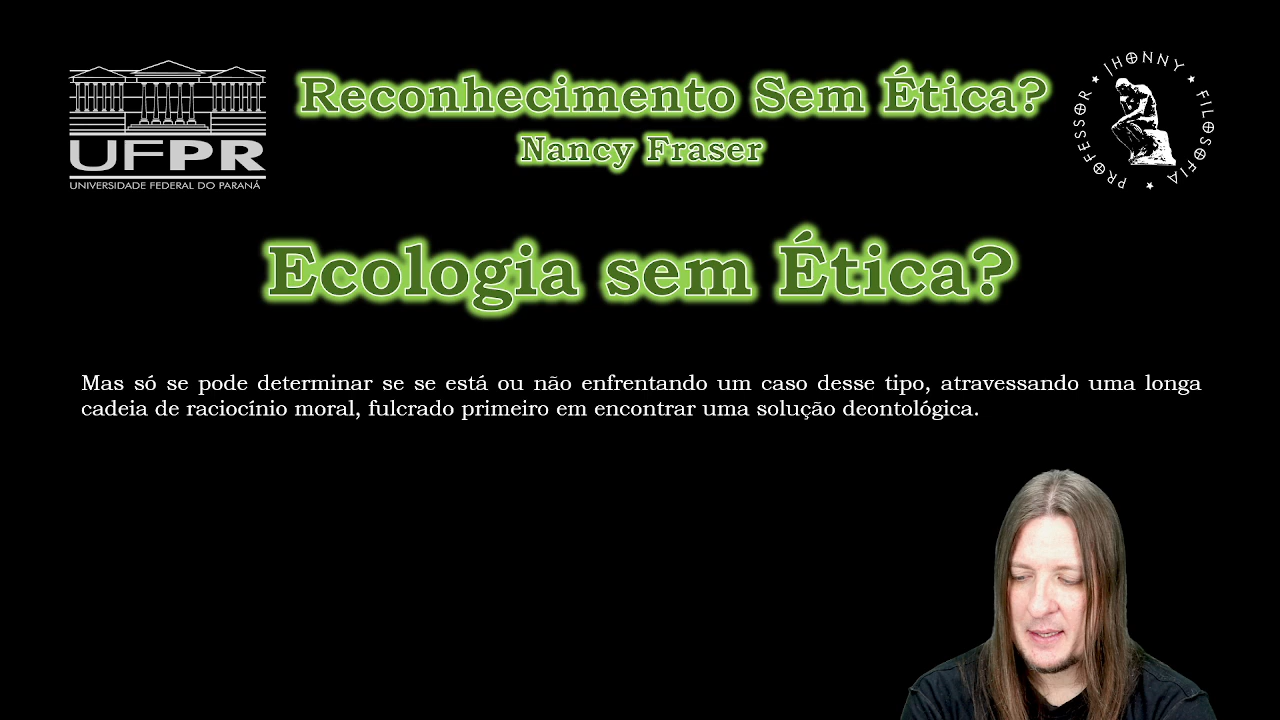 Reconhecimento Sem Ética?
Nancy Fraser
UFPR
UNIVERSIDADE FEDERAL DO PARANÁ
PROFESSOR ★ JHONNY ★ FILOSOFIA ★
Ecologia sem Ética?
Mas só se pode determinar se se está ou não enfrentando um caso desse tipo, atravessando uma longa
cadeia de raciocínio moral, fulcrado primeiro em encontrar uma solução deontológica.